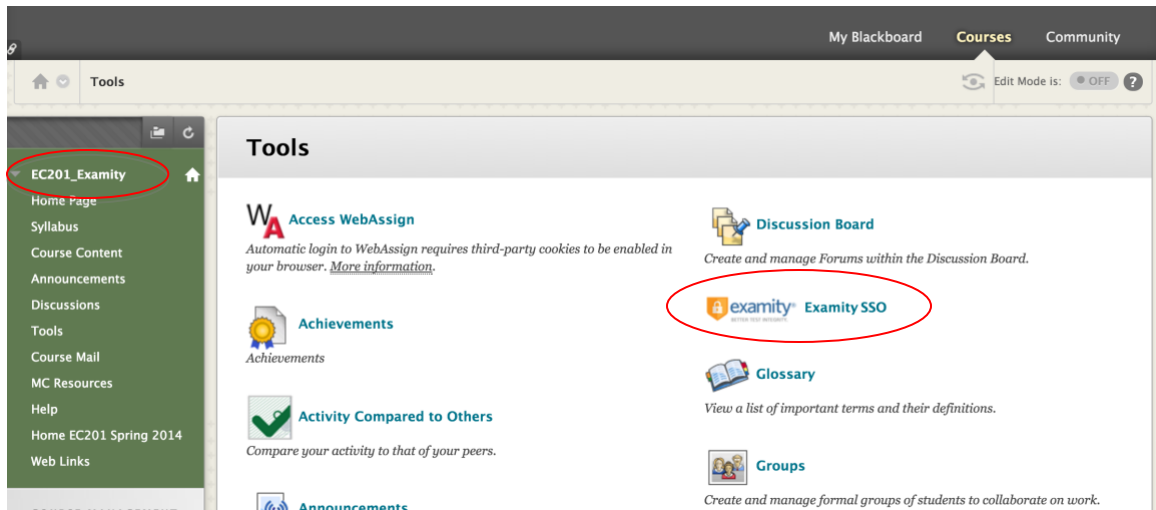 My Blackboard Courses Community
Tools
Edit Mode is: OFF ?
EC201_Examity
Home Page
Syllabus
Course Content
Announcements
Discussions
Tools
Course Mail
MC Resources
Help
Home EC201 Spring 2014
Web Links
Tools
WA Access WebAssign
Automatic login to WebAssign requires third-party cookies to be enabled in
your browser. More information.
Achievements
Achievements
Activity Compared to Others
Compare your activity to that of your peers.
Announcements
Discussion Board
Create and manage Forums within the Discussion Board.
examity Examity SSO
BETTER TEST INTEGRITY
Glossary
View a list of important terms and their definitions.
Groups
Create and manage formal groups of students to collaborate on work.